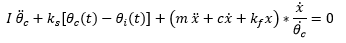 I θ̈_c + k_s[θ_c(t) − θ_i(t)] + (m ẍ + cẋ + k_f x) * ẋ/θ̇_c = 0